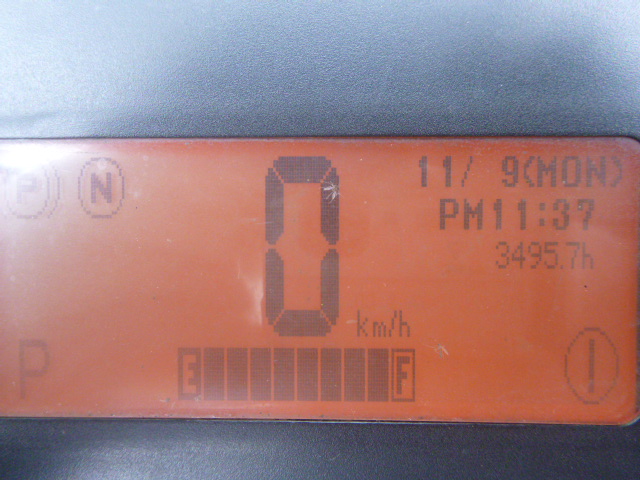 P N
11/ 9(MON)
PM11:37
3495.7h
0 km/h
P
E F
!